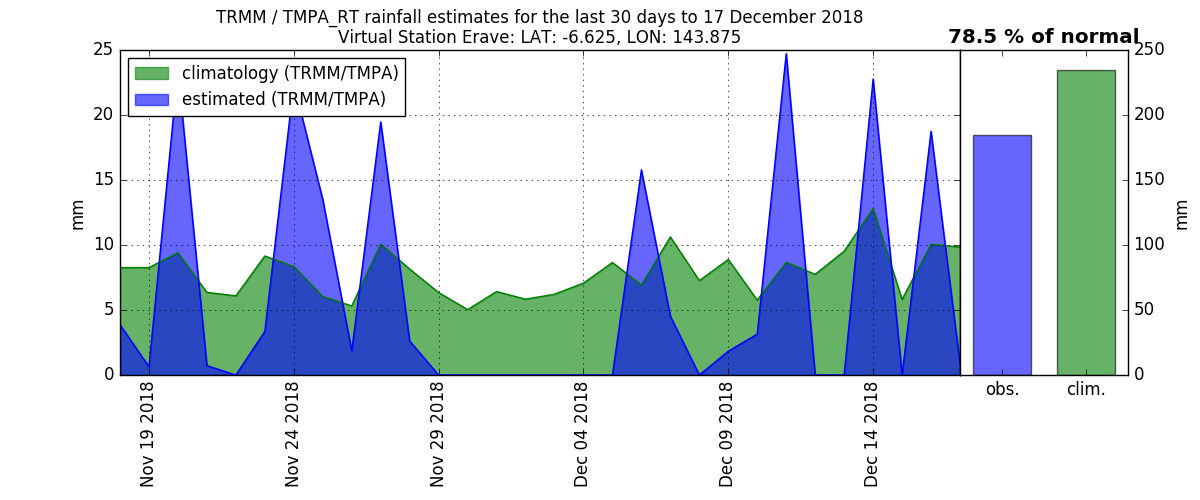 TRMM / TMPA_RT rainfall estimates for the last 30 days to 17 December 2018
Virtual Station Erave: LAT: -6.625, LON: 143.875
78.5 % of normal
climatology (TRMM/TMPA)
estimated (TRMM/TMPA)
25
20
15
10
5
0
mm
Nov 19 2018
Nov 24 2018
Nov 29 2018
Dec 04 2018
Dec 09 2018
Dec 14 2018
obs.
clim.
250
200
150
100
50
0
mm